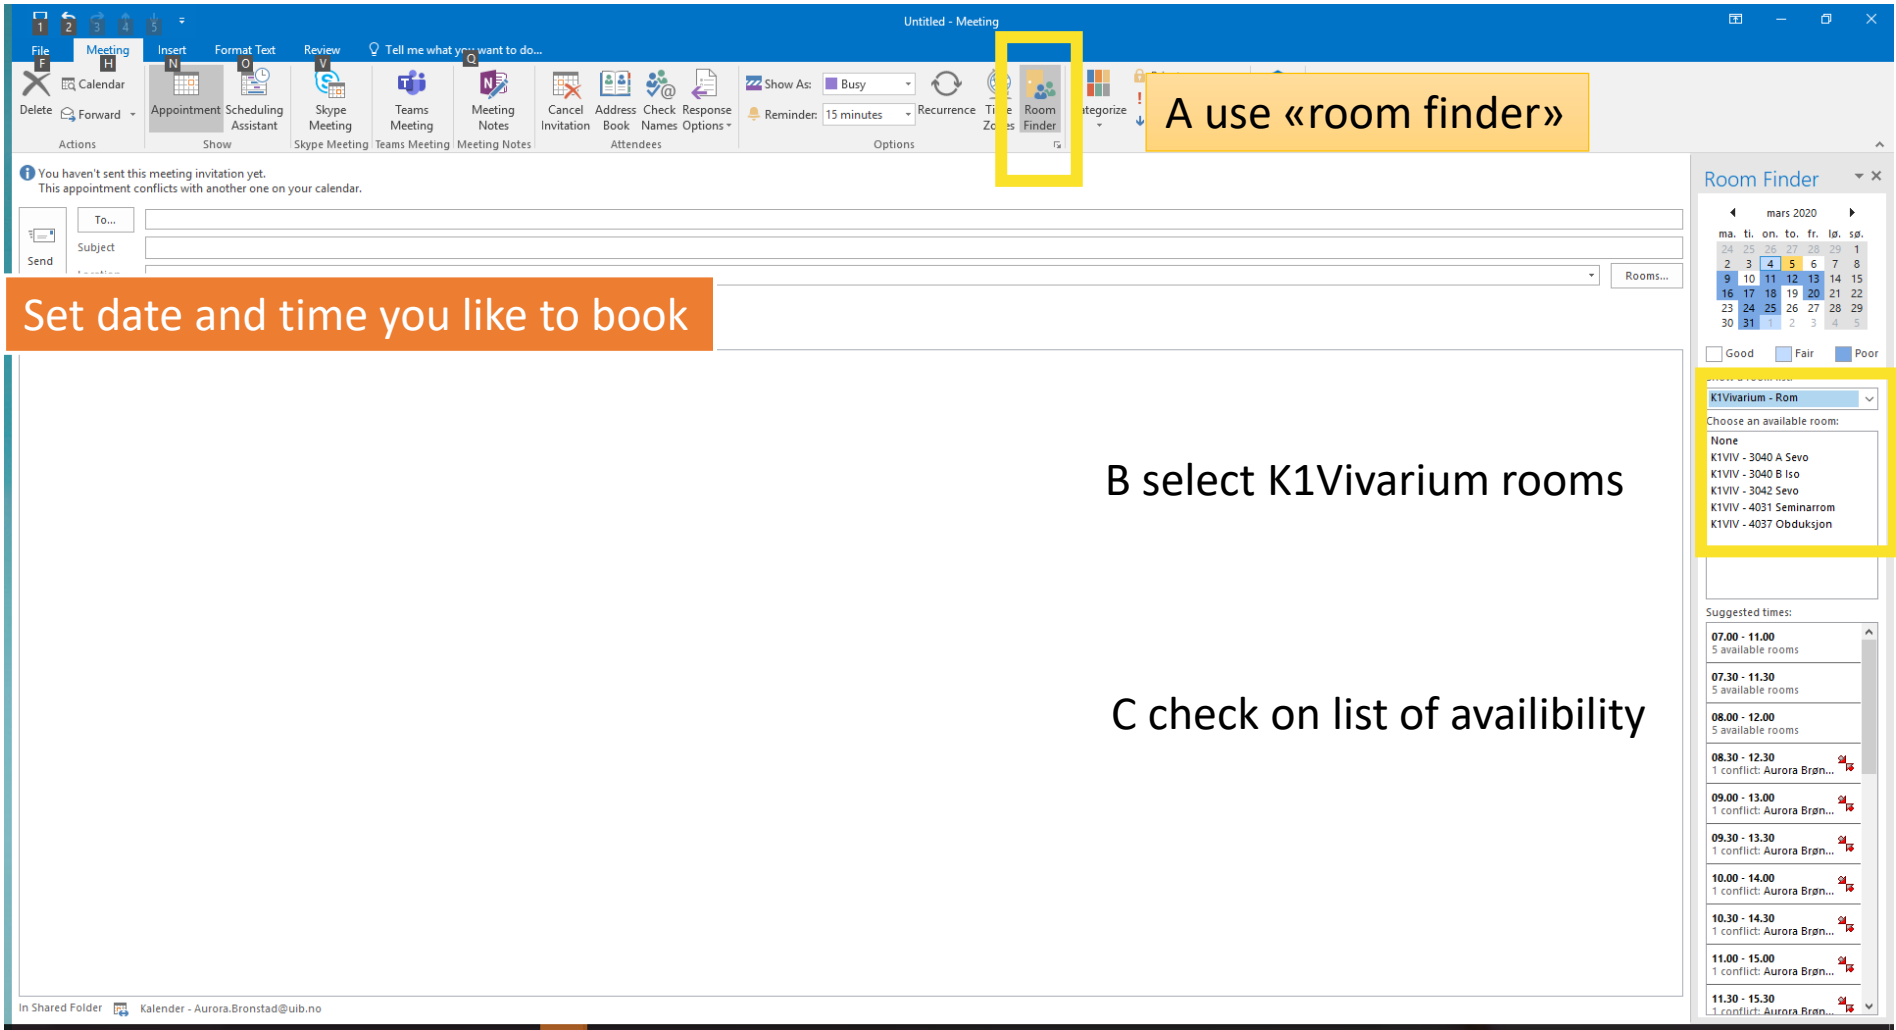 Untitled - Meeting
1 2 3 4 5
File Meeting Insert Format Text Review Tell me what you want to do...
F H N O V Q
Delete
Calendar
Forward
Actions
Appointment
Scheduling
Assistant
Show
Skype
Meeting
Skype Meeting
Teams
Meeting
Teams Meeting
Meeting
Notes
Meeting Notes
Cancel
Invitation
Address
Book
Check
Names
Response
Options
Attendees
Show As: Busy
Reminder: 15 minutes
Recurrence
Room
Finder
Options
A use «room finder»
You haven't sent this meeting invitation yet.
This appointment conflicts with another one on your calendar.
Send
To...
Subject
Rooms...
Set date and time you like to book
B select K1Vivarium rooms
C check on list of availibility
Room Finder
mars 2020
ma. ti. on. to. fr. lø. sø.
24 25 26 27 28 29 1
2 3 4 5 6 7 8
9 10 11 12 13 14 15
16 17 18 19 20 21 22
23 24 25 26 27 28 29
30 31 1 2 3 4 5
Good Fair Poor
K1Vivarium - Rom
Choose an available room:
None
K1VIV - 3040 A Sevo
K1VIV - 3040 B Iso
K1VIV - 3042 Sevo
K1VIV - 4031 Seminarrom
K1VIV - 4037 Obduksjon
Suggested times:
07.00 - 11.00
5 available rooms
07.30 - 11.30
5 available rooms
08.00 - 12.00
5 available rooms
08.30 - 12.30
1 conflict: Aurora Brøn...
09.00 - 13.00
1 conflict: Aurora Brøn...
09.30 - 13.30
1 conflict: Aurora Brøn...
10.00 - 14.00
1 conflict: Aurora Brøn...
10.30 - 14.30
1 conflict: Aurora Brøn...
11.00 - 15.00
1 conflict: Aurora Brøn...
11.30 - 15.30
1 conflict: Aurora Brøn...
In Shared Folder Kalender - Aurora.Bronstad@uib.no